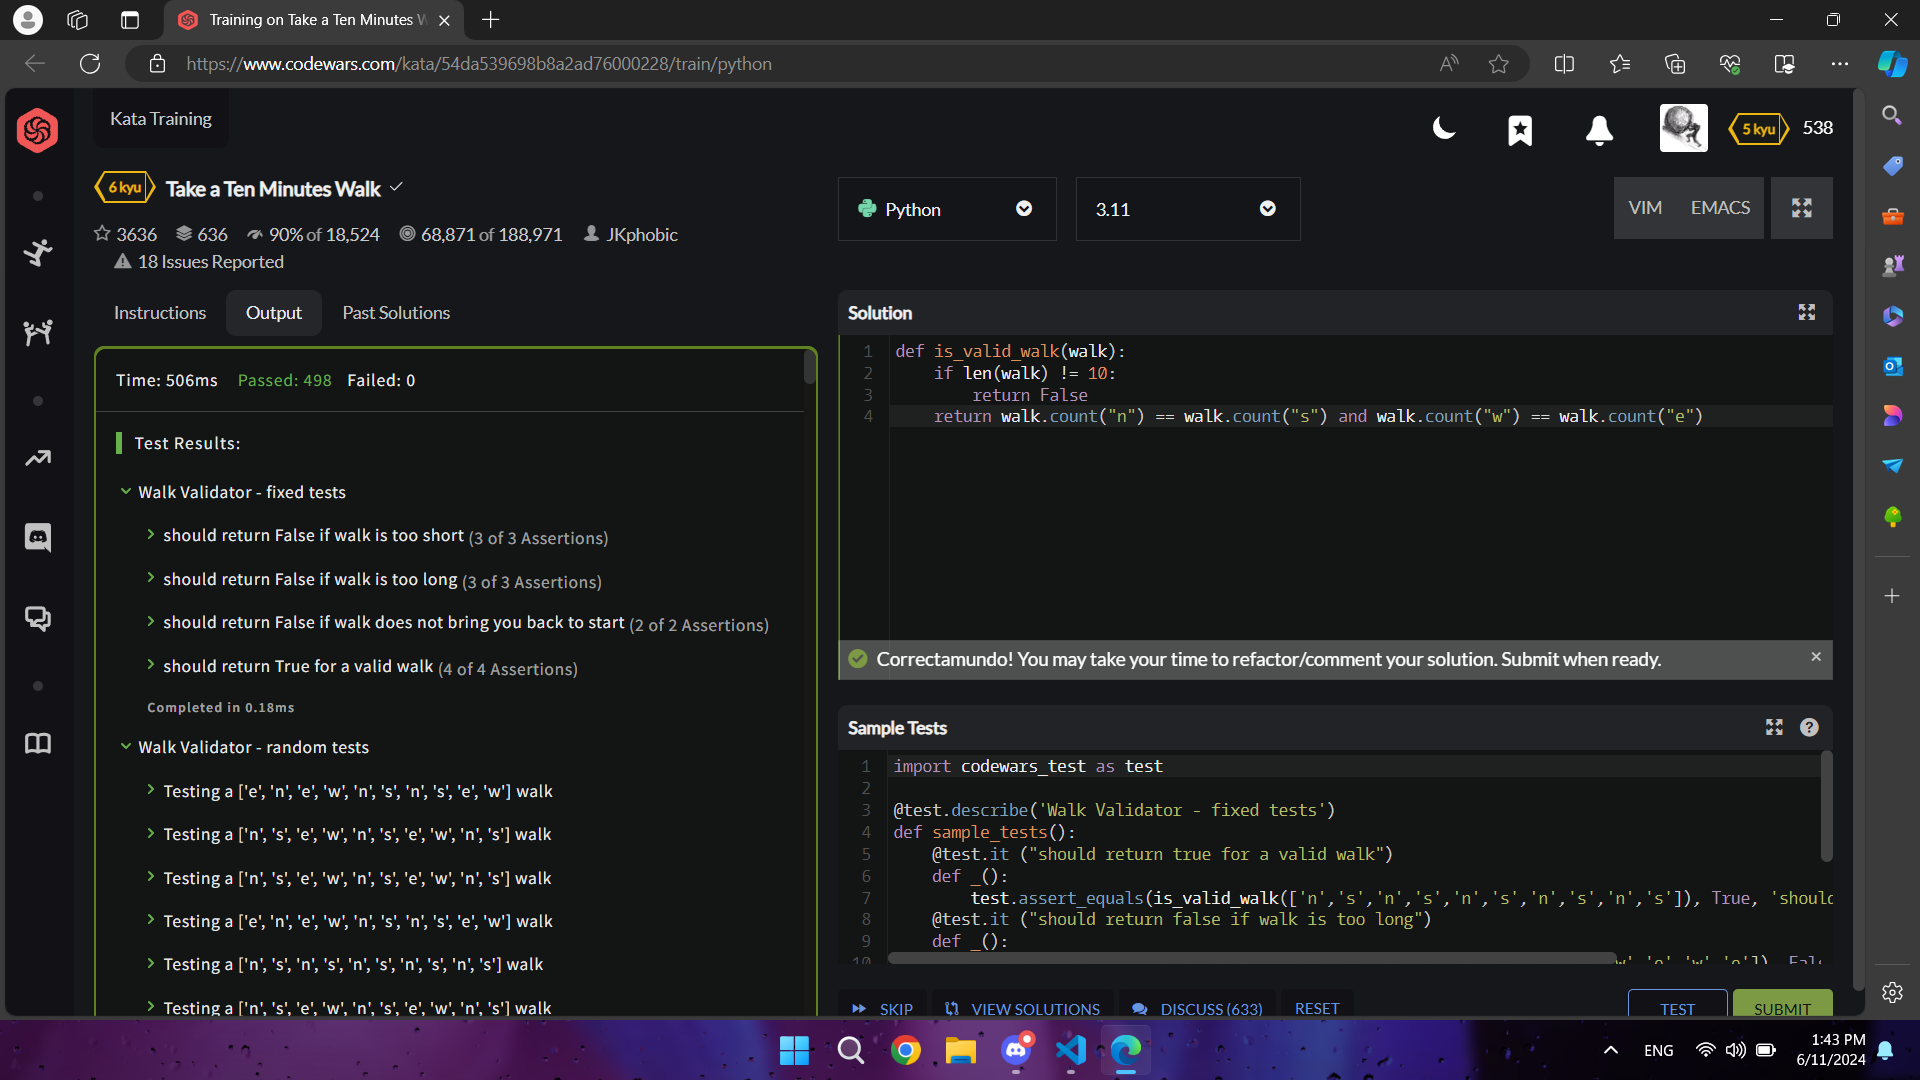 Training on Take a Ten Minutes W
https://www.codewars.com/kata/54da539698b8a2ad76000228/train/python
Kata Training
5 kyu
538
6 kyu
Take a Ten Minutes Walk
3636
636
90% of 18,524
68,871 of 188,971
JKphobic
18 Issues Reported
Python
3.11
VIM
EMACS
Instructions
Output
Past Solutions
Time: 506ms
Passed: 498
Failed: 0
Test Results:
Walk Validator - fixed tests
should return False if walk is too short (3 of 3 Assertions)
should return False if walk is too long (3 of 3 Assertions)
should return False if walk does not bring you back to start (2 of 2 Assertions)
should return True for a valid walk (4 of 4 Assertions)
Completed in 0.18ms
Walk Validator - random tests
Testing a ['e', 'n', 'e', 'w', 'n', 's', 'n', 's', 'e', 'w'] walk
Testing a ['n', 's', 'e', 'w', 'n', 's', 'e', 'w', 'n', 's'] walk
Testing a ['n', 's', 'e', 'w', 'n', 's', 'e', 'w', 'n', 's'] walk
Testing a ['e', 'n', 'e', 'w', 'n', 's', 'n', 's', 'e', 'w'] walk
Testing a ['n', 's', 'n', 's', 'n', 's', 'n', 's', 'n', 's'] walk
Testing a ['n', 's', 'e', 'w', 'n', 's', 'e', 'w', 'n', 's'] walk
Solution
1 def is_valid_walk(walk):
2 if len(walk) != 10:
3 return False
4 return walk.count("n") == walk.count("s") and walk.count("w") == walk.count("e")
Correctamundo! You may take your time to refactor/comment your solution. Submit when ready.
Sample Tests
1 import codewars_test as test
2
3 @test.describe('Walk Validator - fixed tests')
4 def sample_tests():
5 @test.it ("should return true for a valid walk")
6 def _():
7 test.assert_equals(is_valid_walk(['n','s','n','s','n','s','n','s','n','s']), True, 'should
8 @test.it ("should return false if walk is too long")
9 def _():
10 w','e','w','e']), Fal
SKIP
VIEW SOLUTIONS
DISCUSS (633)
RESET
TEST
SUBMIT
ENG
1:43 PM
6/11/2024